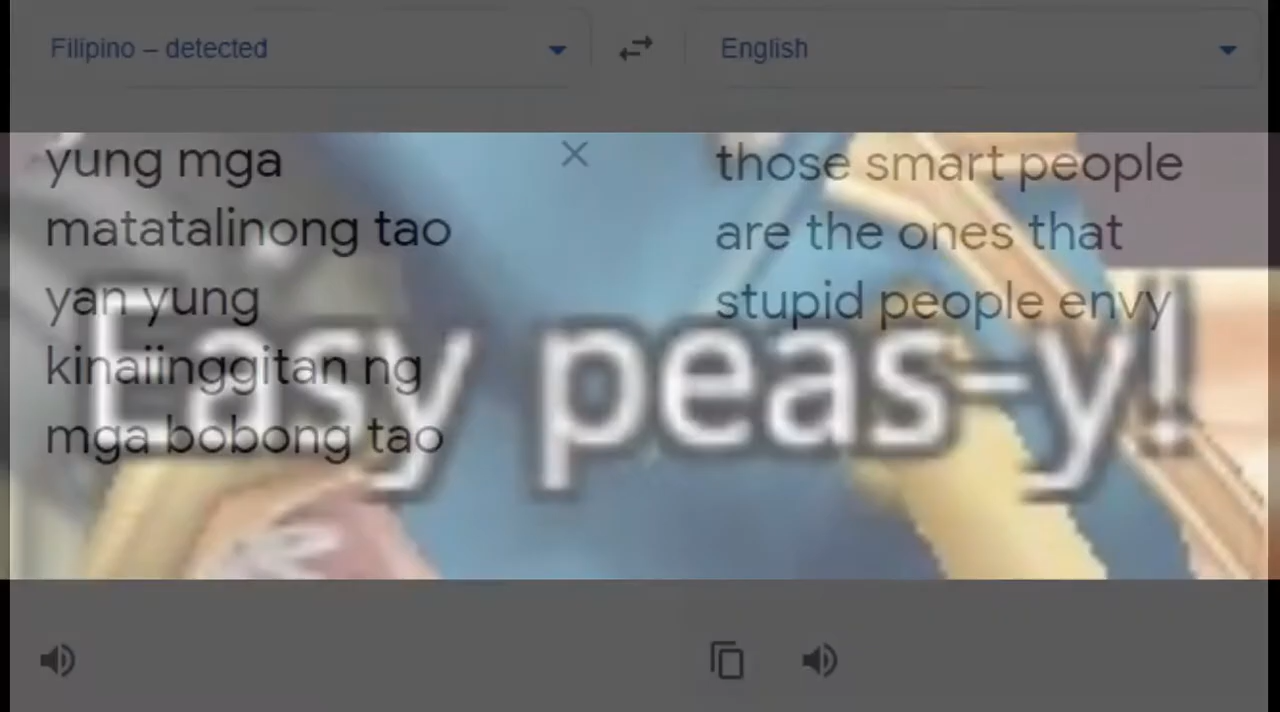 Filipino – detected
English
yung mga
matatalinong tao
yan yung
kinaiinggitan ng
mga bobong tao
those smart people
are the ones that
stupid people envy
Easy peas-y!